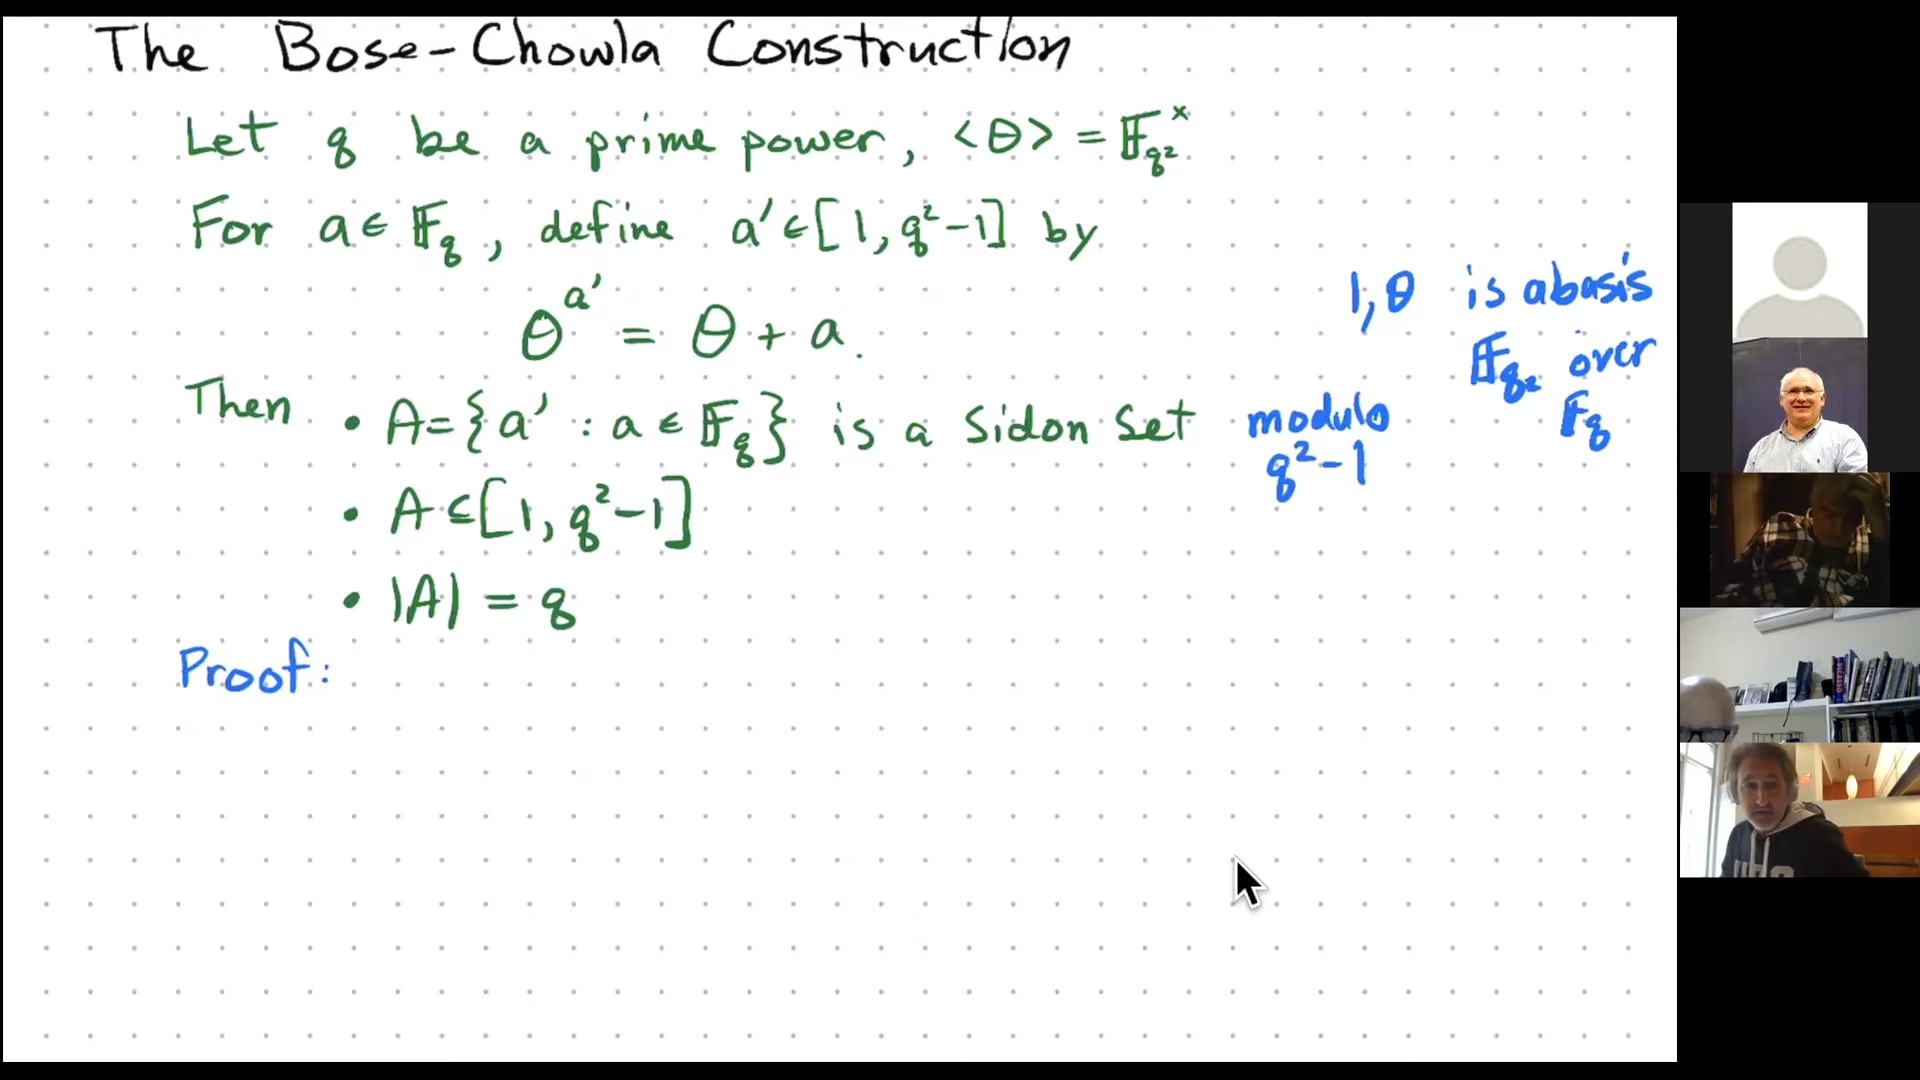 The Bose-Chowla Construction
Let q be a prime power, <θ> = 𝔽_{q²}^×
For a ∈ 𝔽_q, define a' ∈ [1, q²-1] by
θ^{a'} = θ + a.
1, θ is a basis
𝔽_{q²} over
𝔽_q
Then • A = {a' : a ∈ 𝔽_q} is a Sidon Set modulo
q²-1
• A ⊆ [1, q²-1]
• |A| = q
Proof: